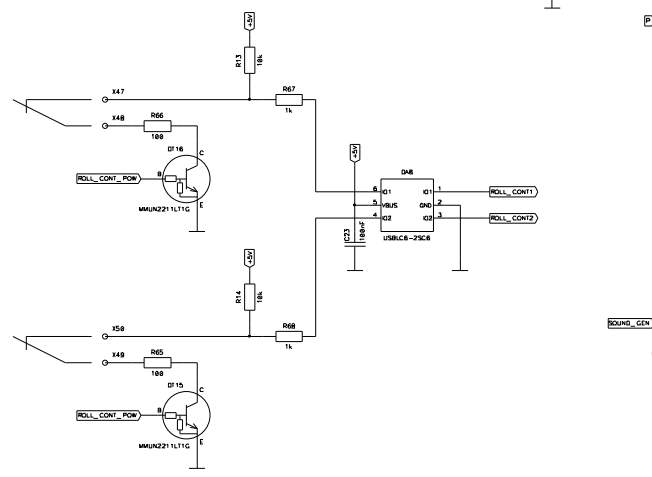 +5V
P
R13
10k
X47
R67
1k
X48
R66
100
DT16
C
+5V
ROLL_CONT_POW
B
DA8
E
MMUN2211LT1G
6
IO1
IO1
1
ROLL_CONT1
5
VBUS
GND
2
4
IO2
IO2
3
ROLL_CONT2
C23
100nF
USBLC6-2SC6
+5V
R14
10k
SOUND_GEN
X50
R68
1k
X49
R65
100
DT15
C
ROLL_CONT_POW
B
E
MMUN2211LT1G